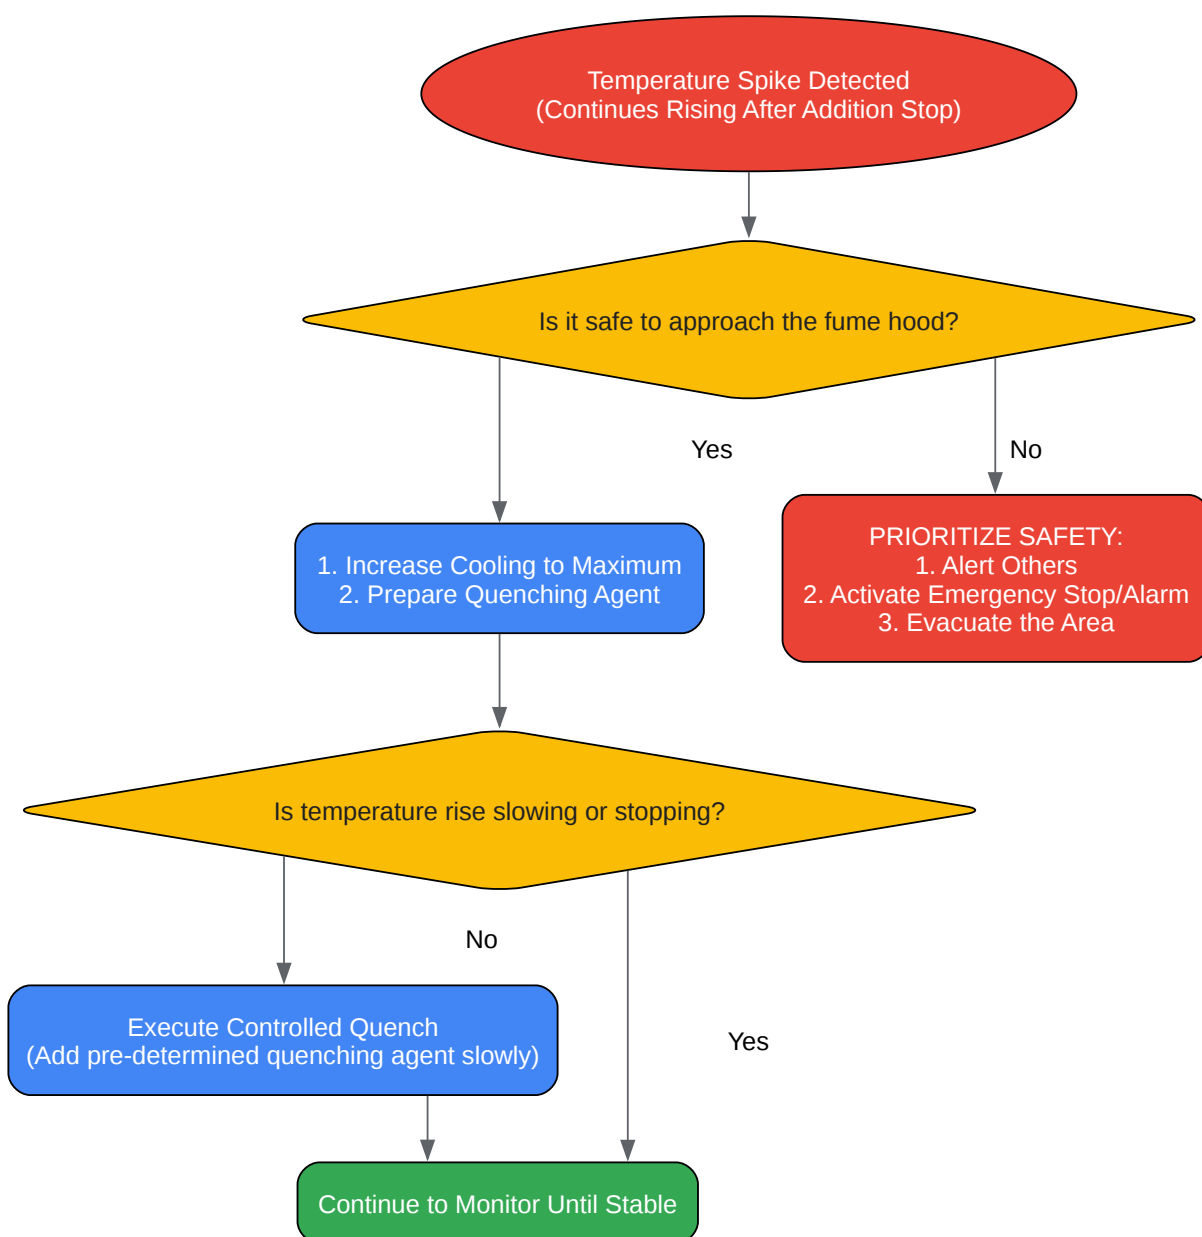 Temperature Spike Detected
(Continues Rising After Addition Stop)
Is it safe to approach the fume hood?
Yes
No
1. Increase Cooling to Maximum
2. Prepare Quenching Agent
PRIORITIZE SAFETY:
1. Alert Others
2. Activate Emergency Stop/Alarm
3. Evacuate the Area
Is temperature rise slowing or stopping?
No
Execute Controlled Quench
(Add pre-determined quenching agent slowly)
Yes
Continue to Monitor Until Stable